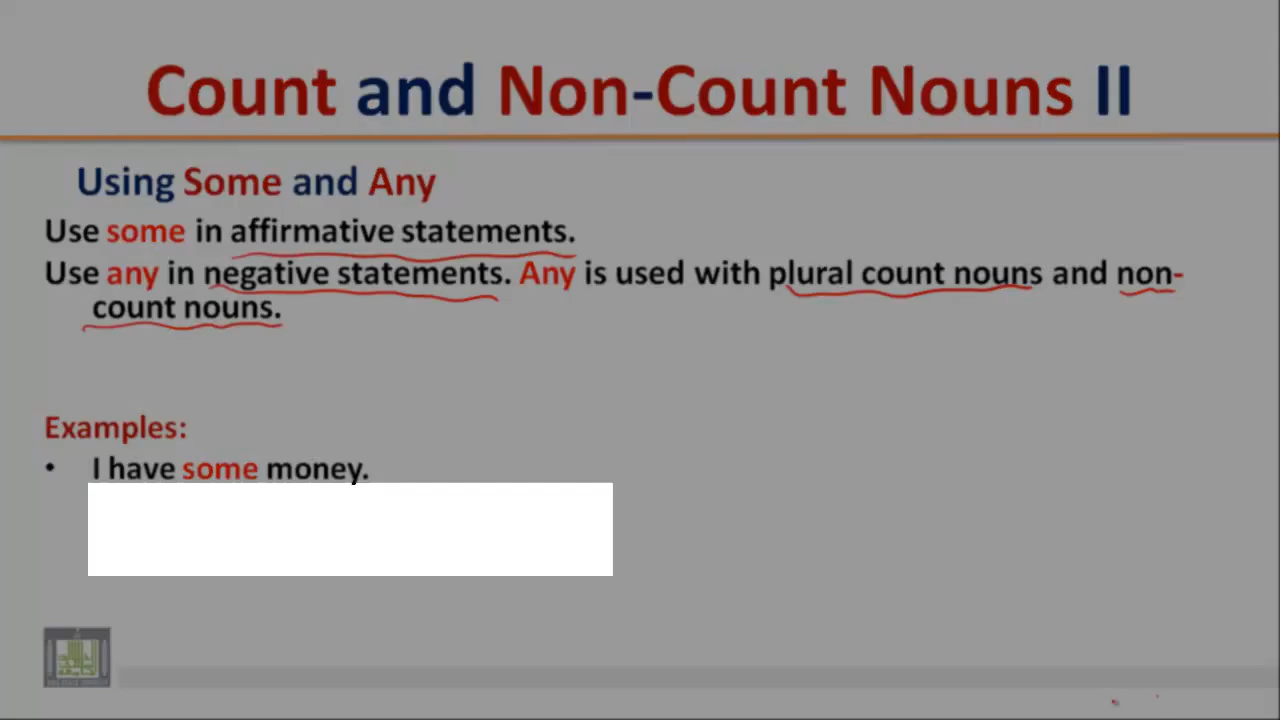 Count and Non-Count Nouns II
Using Some and Any
Use some in affirmative statements.
Use any in negative statements. Any is used with plural count nouns and non-
count nouns.
Examples:
• I have some money.